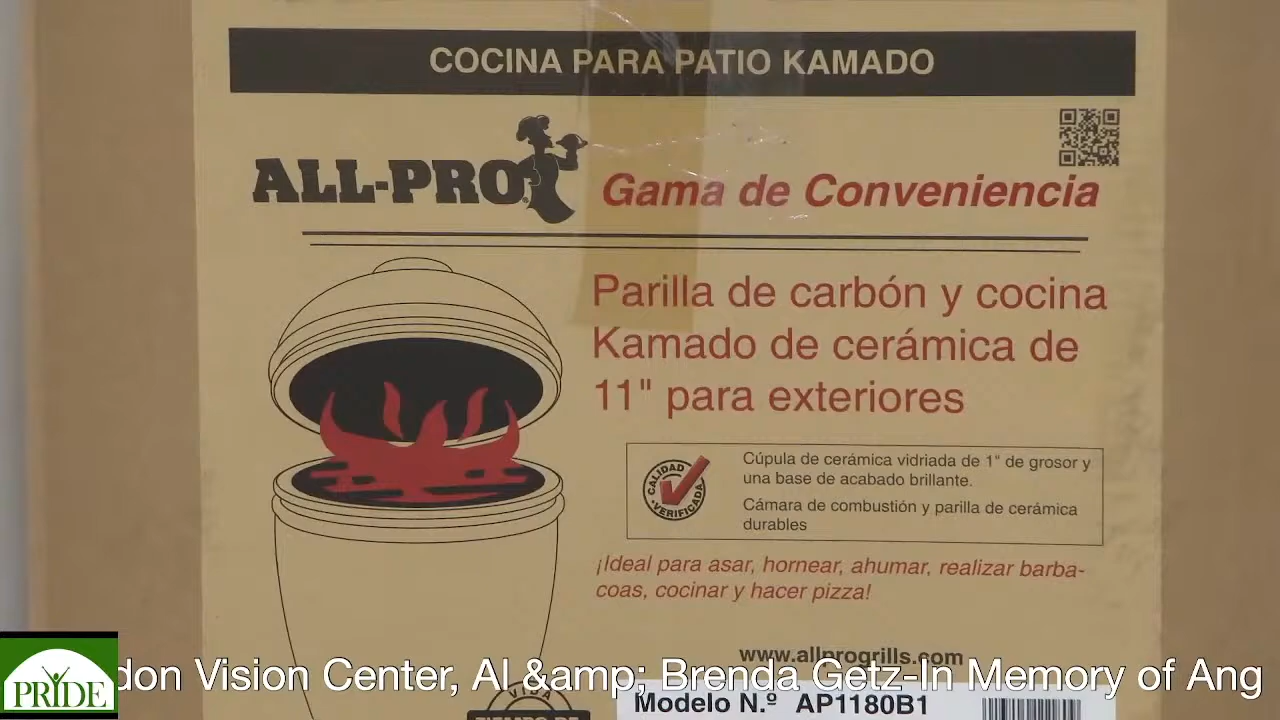 COCINA PARA PATIO KAMADO
ALL-PRO
Gama de Conveniencia
Parilla de carbón y cocina
Kamado de cerámica de
11" para exteriores
CALIDAD
VERIFICADA
Cúpula de cerámica vidriada de 1" de grosor y
una base de acabado brillante.
Cámara de combustión y parilla de cerámica
durables
¡Ideal para asar, hornear, ahumar, realizar barba-
coas, cocinar y hacer pizza!
www.allprogrills.com
PRIDE
don Vision Center, Al &amp; Brenda Getz-In Memory of Ang
VISA
TIEMPO DE
Modelo N.º AP1180B1